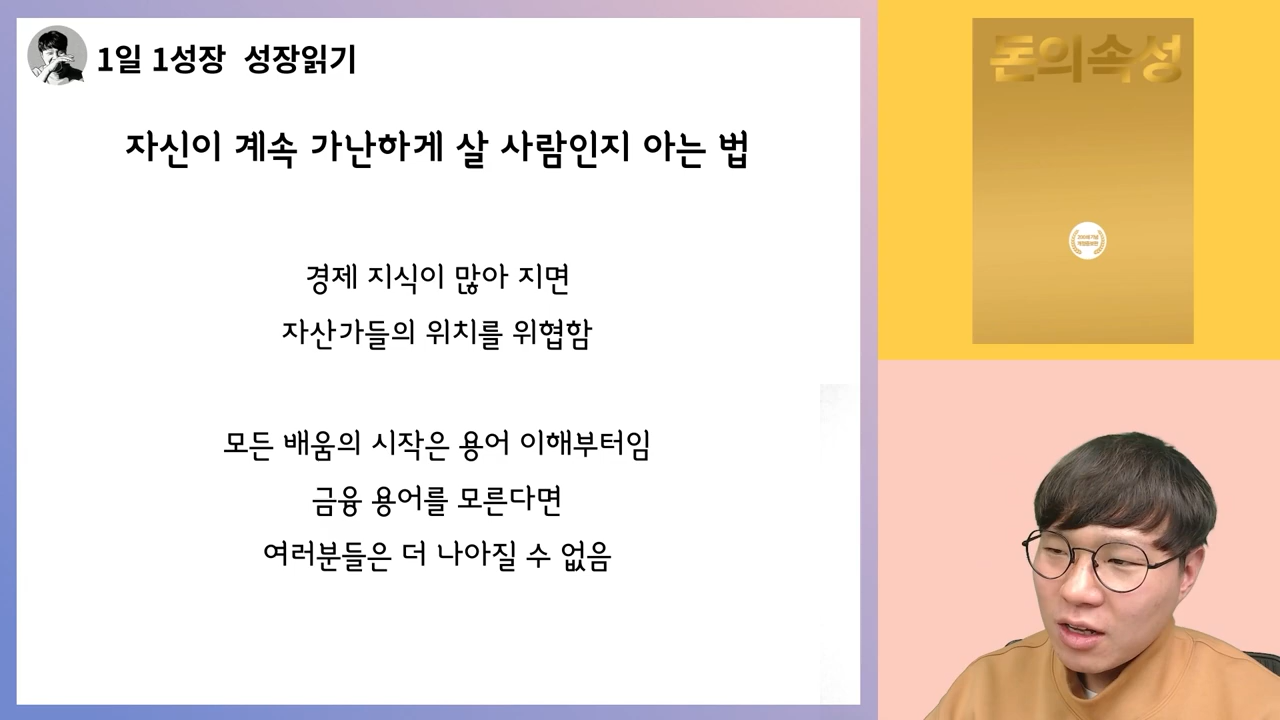 1일 1성장 성장읽기
자신이 계속 가난하게 살 사람인지 아는 법
경제 지식이 많아 지면
자산가들의 위치를 위협함
모든 배움의 시작은 용어 이해부터임
금융 용어를 모른다면
여러분들은 더 나아질 수 없음
돈의 속성